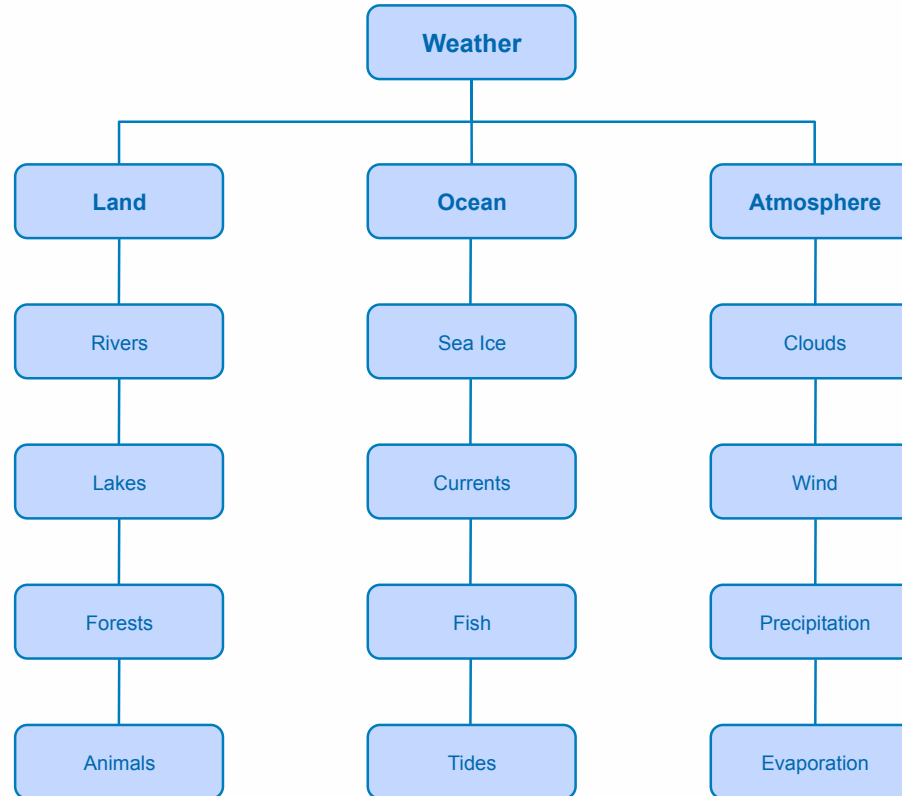 Weather
Land
Ocean
Atmosphere
Rivers
Sea Ice
Clouds
Lakes
Currents
Wind
Forests
Fish
Precipitation
Animals
Tides
Evaporation